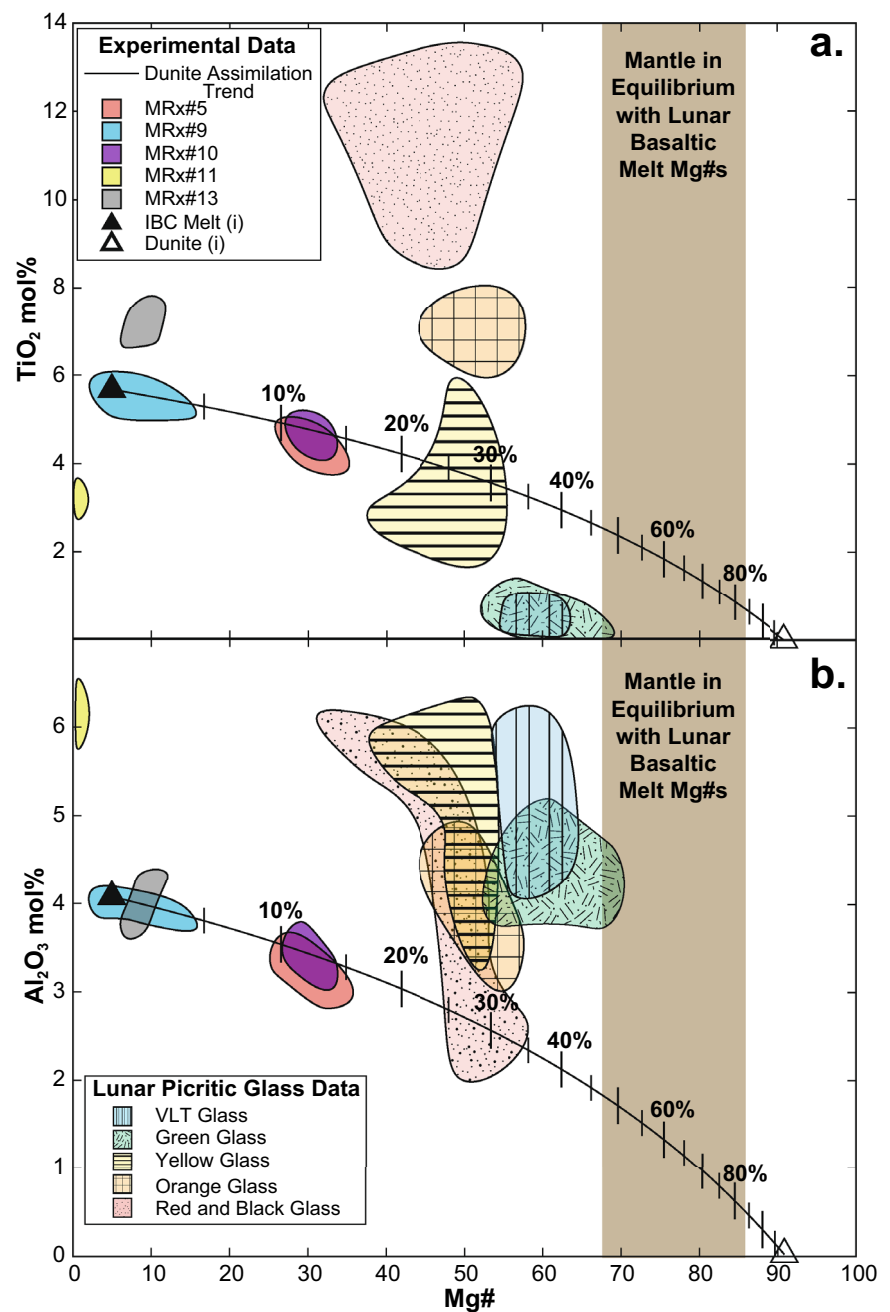 a.
Experimental Data
Dunite Assimilation
Trend
MRx#5
MRx#9
MRx#10
MRx#11
MRx#13
IBC Melt (i)
Dunite (i)
Mantle in
Equilibrium
with Lunar
Basaltic
Melt Mg#s
14
12
10
8
6
4
2
TiO₂ mol%
10%
20%
30%
40%
60%
80%
b.
Mantle in
Equilibrium
with Lunar
Basaltic
Melt Mg#s
6
5
4
3
2
1
0
Al₂O₃ mol%
10%
20%
30%
40%
60%
80%
Lunar Picritic Glass Data
VLT Glass
Green Glass
Yellow Glass
Orange Glass
Red and Black Glass
0 10 20 30 40 50 60 70 80 90 100
Mg#